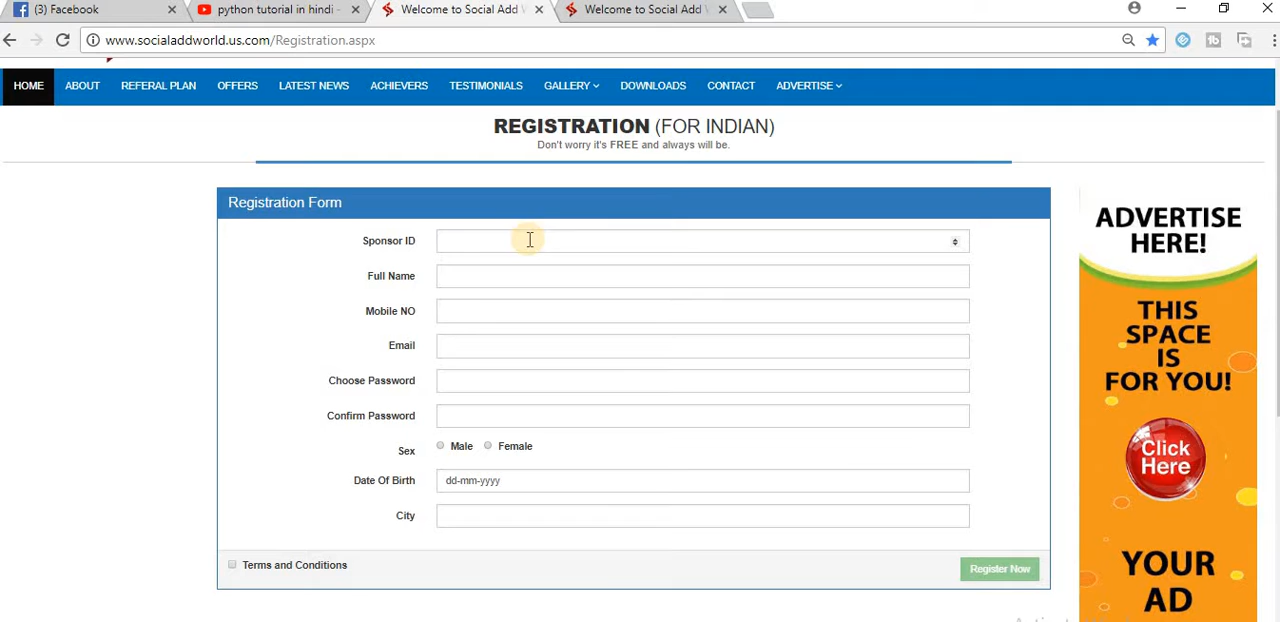 (3) Facebook
python tutorial in hindi -
Welcome to Social Add
Welcome to Social Add
www.socialaddworld.us.com/Registration.aspx
HOME ABOUT REFERAL PLAN OFFERS LATEST NEWS ACHIEVERS TESTIMONIALS GALLERY DOWNLOADS CONTACT ADVERTISE
REGISTRATION (FOR INDIAN)
Don't worry it's FREE and always will be.
Registration Form
Sponsor ID
Full Name
Mobile NO
Email
Choose Password
Confirm Password
Sex Male Female
Date Of Birth dd-mm-yyyy
City
Terms and Conditions
Register Now
ADVERTISE
HERE!
THIS
SPACE
IS
FOR YOU!
Click
Here
YOUR
AD